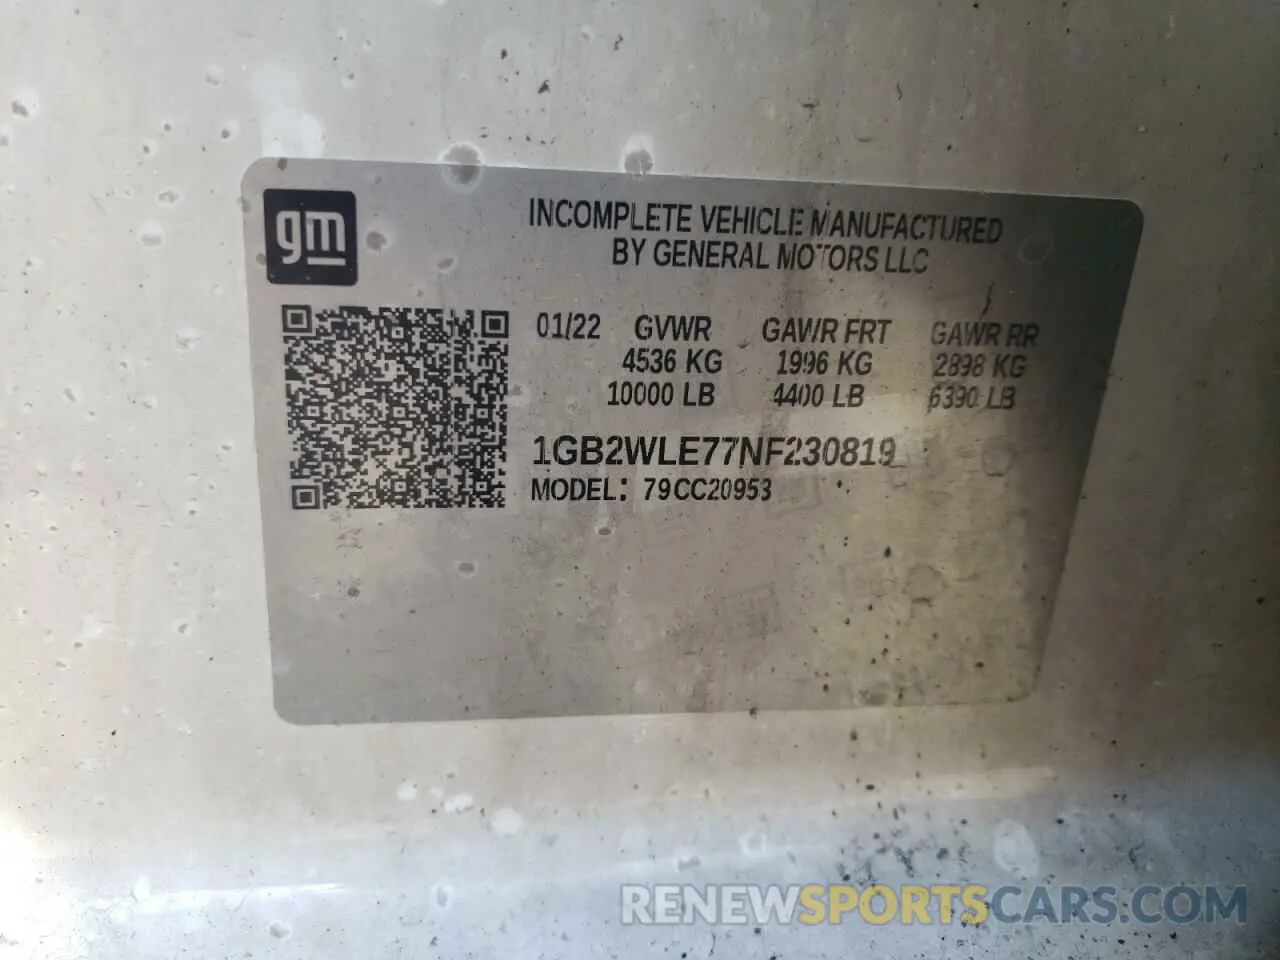 gm
INCOMPLETE VEHICLE MANUFACTURED
BY GENERAL MOTORS LLC
01/22 GVWR GAWR FRT GAWR RR
4536 KG 1996 KG 2898 KG
10000 LB 4400 LB 6390 LB
1GB2WLE77NF230819
MODEL: 79CC20953
RENEWSPORTSCARS.COM